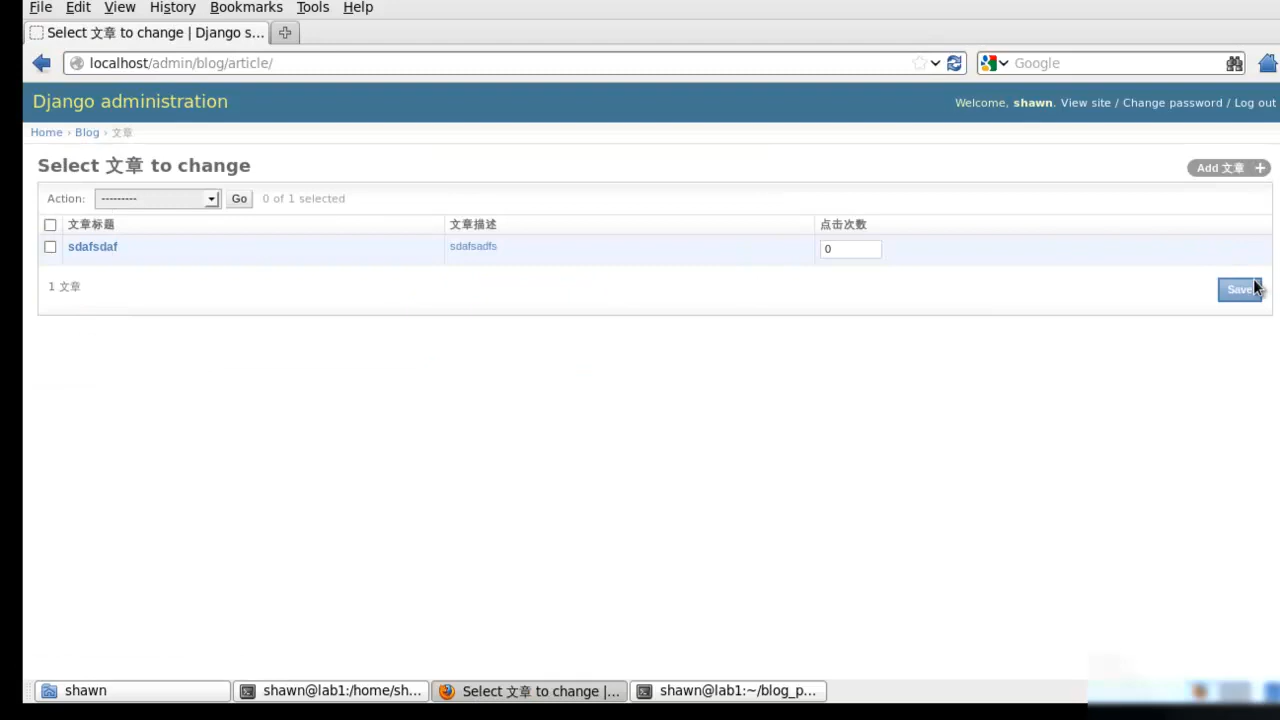 File Edit View History Bookmarks Tools Help
Select 文章 to change | Django s...
localhost/admin/blog/article/ Google
Django administration Welcome, shawn. View site / Change password / Log out
Home › Blog › 文章
Select 文章 to change Add 文章 +
Action: --------- Go 0 of 1 selected
文章标题 文章描述 点击次数
sdafsdaf sdafsadfs 0
1 文章 Save
shawn shawn@lab1:/home/sh... Select 文章 to change |... shawn@lab1:~/blog_p...